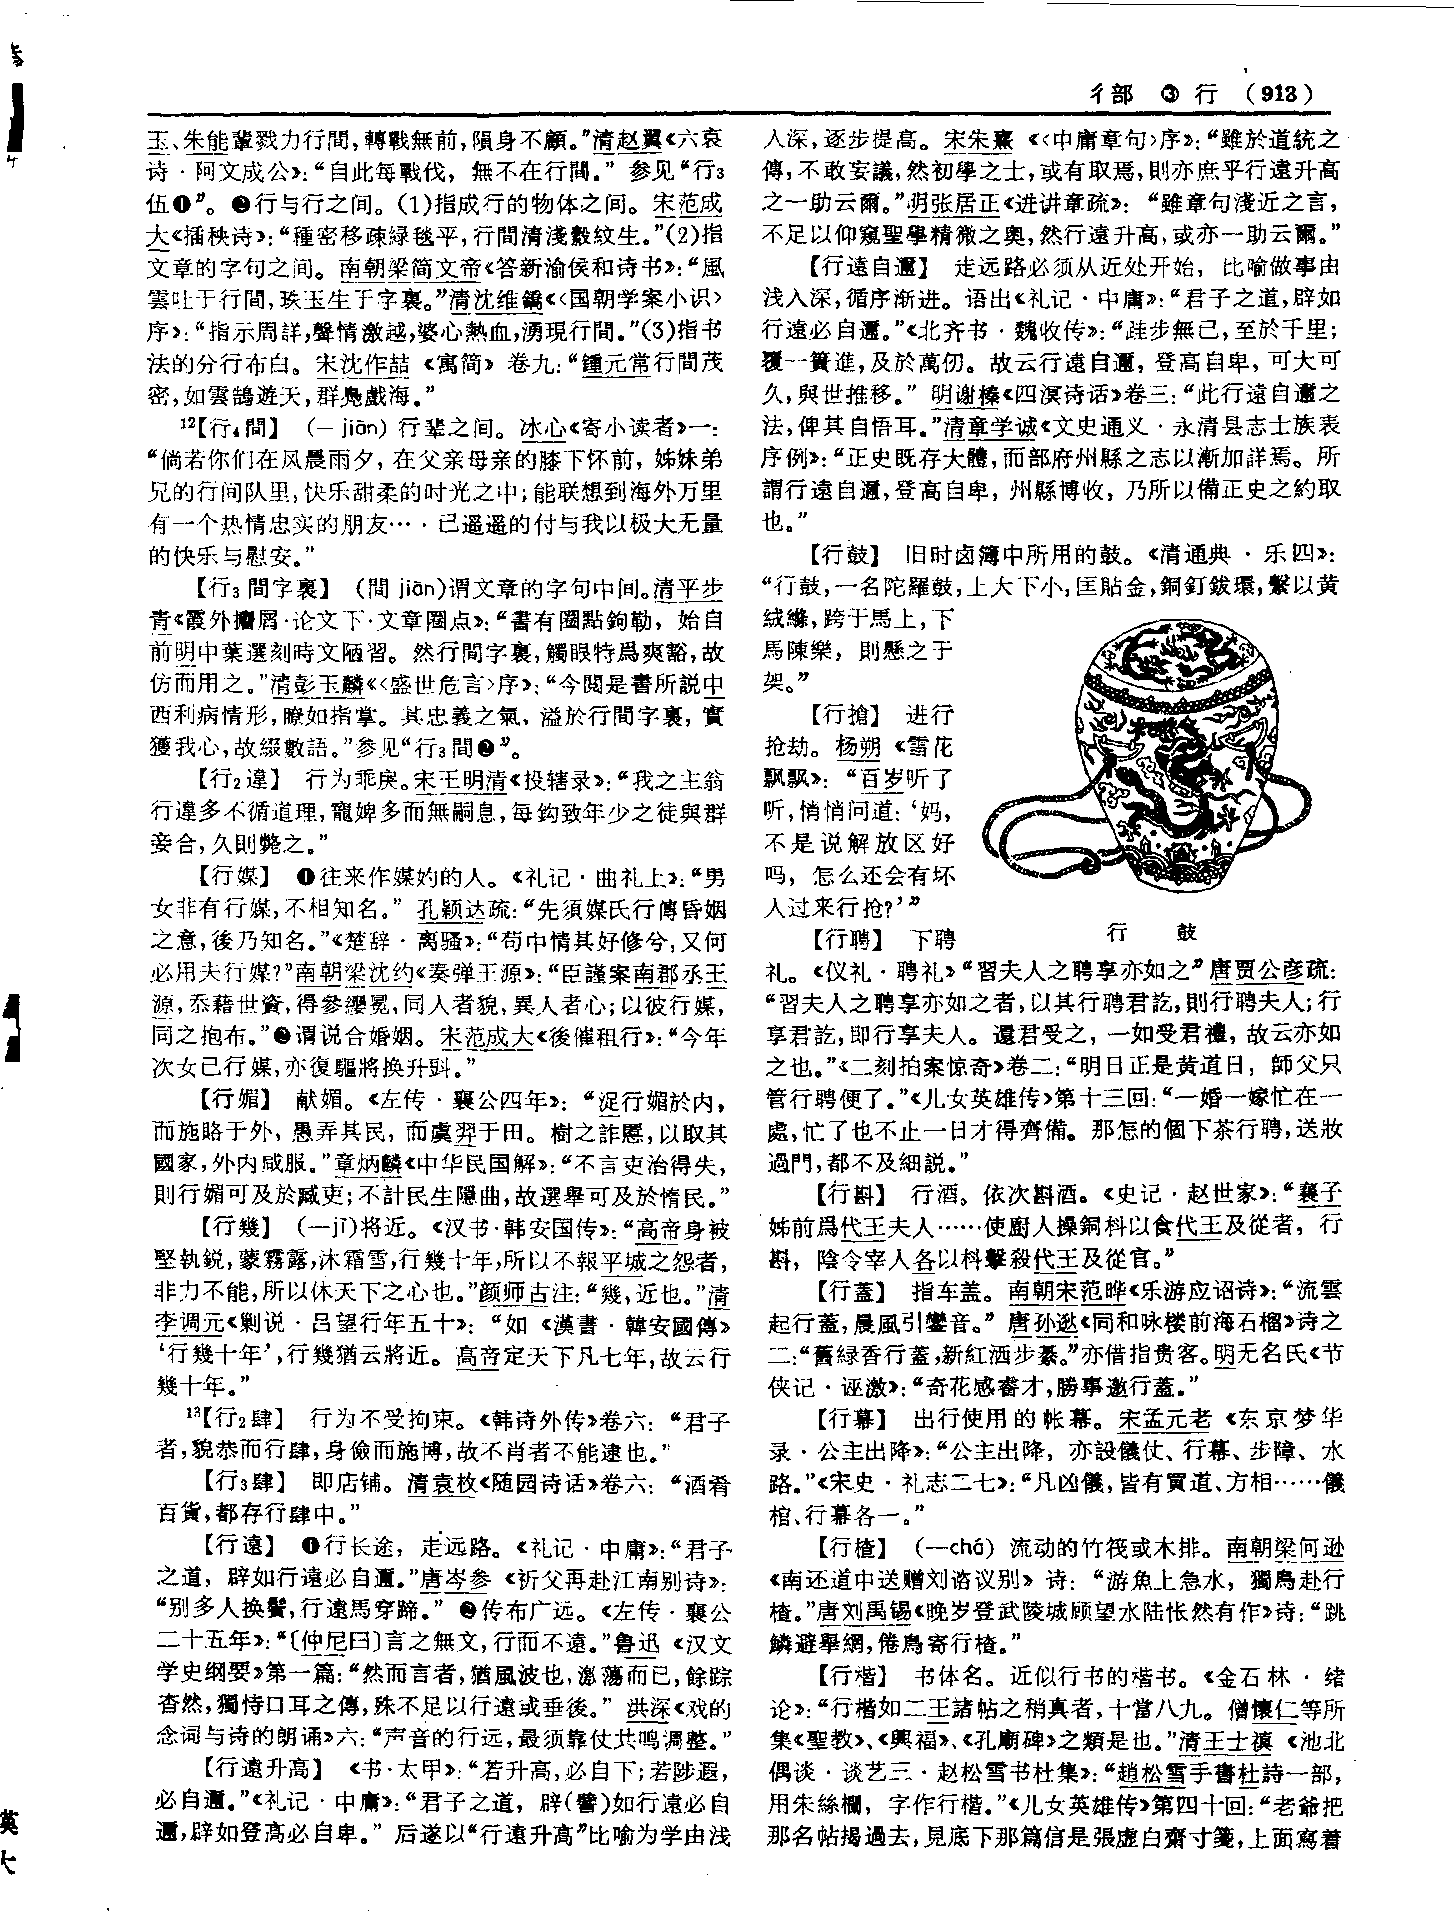 彳部 ③ 行 （913）
玉、朱能輩戮力行間，轉戰無前，隕身不顧。”清赵翼《六哀
诗·阿文成公》：“自此每戰伐，無不在行間。” 参见“行₃
伍❶”。❷行与行之间。(1)指成行的物体之间。宋范成
大《插秧诗》：“種密移疎緑毯平，行間清淺縠紋生。”(2)指
文章的字句之间。南朝梁简文帝《答新渝侯和诗书》：“風
雲吐于行間，珠玉生于字裏。”清沈维鐈《〈国朝学案小识〉
序》：“指示周詳，聲情激越，婆心熱血，湧現行間。”(3)指书
法的分行布白。宋沈作喆《寓简》卷九：“鍾元常行間茂
密，如雲鵠遊天，群鳧戲海。”
¹²【行₄間】 (— jiān) 行辈之间。冰心《寄小读者》一：
“倘若你们在风晨雨夕，在父亲母亲的膝下怀前，姊妹弟
兄的行间队里，快乐甜柔的时光之中；能联想到海外万里
有一个热情忠实的朋友……已遥遥的付与我以极大无量
的快乐与慰安。”
【行₃間字裏】 (間 jiān)谓文章的字句中间。清平步
青《霞外攟屑·论文下·文章圈点》：“書有圈點鉤勒，始自
前明中葉選刻時文陋習。然行間字裏，觸眼特爲爽豁，故
仿而用之。”清彭玉麟《〈盛世危言〉序》：“今閲是書所説中
西利病情形，瞭如指掌。其忠義之氣，溢於行間字裏，實
獲我心，故綴數語。”参见“行₃間❷”。
【行₂違】 行为乖戾。宋王明清《投辖录》：“我之主翁
行違多不循道理，寵婢多而無嗣息，每鈎致年少之徒與群
妾合，久則斃之。”
【行媒】 ❶往来作媒妁的人。《礼记·曲礼上》：“男
女非有行媒，不相知名。” 孔颖达疏：“先須媒氏行傳昏姻
之意，後乃知名。”《楚辞·离骚》：“苟中情其好修兮，又何
必用夫行媒？”南朝梁沈约《奏弹王源》：“臣謹案南郡丞王
源，忝藉世資，得參纓冕，同人者貌，異人者心；以彼行媒，
同之抱布。”❷谓说合婚姻。宋范成大《後催租行》：“今年
次女已行媒，亦復驅將换升斗。”
【行媚】 献媚。《左传·襄公四年》：“浞行媚於内，
而施賂于外，愚弄其民，而虞羿于田。樹之詐慝，以取其
國家，外内咸服。”章炳麟《中华民国解》：“不言吏治得失，
則行媚可及於臧吏；不計民生隱曲，故選舉可及於惰民。”
【行幾】 (—jī)将近。《汉书·韩安国传》：“高帝身被
堅執鋭，蒙霧露，沐霜雪，行幾十年，所以不報平城之怨者，
非力不能，所以休天下之心也。”颜师古注：“幾，近也。”清
李调元《剿说·吕望行年五十》：“如《漢書·韓安國傳》
‘行幾十年’，行幾猶云將近。高帝定天下凡七年，故云行
幾十年。”
¹³【行₂肆】 行为不受拘束。《韩诗外传》卷六：“君子
者，貌恭而行肆，身儉而施博，故不肖者不能逮也。”
【行₃肆】 即店铺。清袁枚《随园诗话》卷六：“酒肴
百貨，都存行肆中。”
【行遠】 ❶行长途，走远路。《礼记·中庸》：“君子
之道，辟如行遠必自邇。”唐岑参《祈父再赴江南别诗》：
“别多人换鬢，行遠馬穿蹄。” ❷传布广远。《左传·襄公
二十五年》：“〔仲尼曰〕言之無文，行而不遠。”鲁迅《汉文
学史纲要》第一篇：“然而言者，猶風波也，激蕩而已，餘踪
杳然，獨恃口耳之傳，殊不足以行遠或垂後。” 洪深《戏的
念词与诗的朗诵》六：“声音的行远，最须靠仗共鸣调整。”
【行遠升高】 《书·太甲》：“若升高，必自下；若陟遐，
必自邇。”《礼记·中庸》：“君子之道，辟(譬)如行遠必自
邇，辟如登高必自卑。” 后遂以“行遠升高”比喻为学由浅
入深，逐步提高。宋朱熹《〈中庸章句〉序》：“雖於道統之
傳，不敢妄議，然初學之士，或有取焉，則亦庶乎行遠升高
之一助云爾。”明张居正《进讲章疏》：“雖章句淺近之言，
不足以仰窺聖學精微之奥，然行遠升高，或亦一助云爾。”
【行遠自邇】 走远路必须从近处开始，比喻做事由
浅入深，循序渐进。语出《礼记·中庸》：“君子之道，辟如
行遠必自邇。”《北齐书·魏收传》：“跬步無已，至於千里；
覆一簣進，及於萬仞。故云行遠自邇，登高自卑，可大可
久，與世推移。” 明谢榛《四溟诗话》卷三：“此行遠自邇之
法，俾其自悟耳。”清章学诚《文史通义·永清县志士族表
序例》：“正史既存大體，而部府州縣之志以漸加詳焉。所
謂行遠自邇，登高自卑，州縣博收，乃所以備正史之約取
也。”
【行鼓】 旧时卤簿中所用的鼓。《清通典·乐四》：
“行鼓，一名陀羅鼓，上大下小，匡貼金，銅釘鈸環，繫以黄
絨縧，跨于馬上，下
馬陳樂，則懸之于
架。”
【行搶】 进行
抢劫。杨朔《雪花
飘飘》：“百岁听了
听，悄悄问道：‘妈，
不是说解放区好
吗，怎么还会有坏
人过来行抢？’”
行 鼓
【行聘】 下聘
礼。《仪礼·聘礼》“習夫人之聘享亦如之”唐贾公彦疏：
“習夫人之聘享亦如之者，以其行聘君訖，則行聘夫人；行
享君訖，即行享夫人。還君受之，一如受君禮，故云亦如
之也。”《二刻拍案惊奇》卷二：“明日正是黄道日，師父只
管行聘便了。”《儿女英雄传》第十三回：“一婚一嫁忙在一
處，忙了也不止一日才得齊備。那怎的個下茶行聘，送妝
過門，都不及細説。”
【行斟】 行酒。依次斟酒。《史记·赵世家》：“襄子
姊前爲代王夫人……使廚人操銅枓以食代王及從者，行
斟，陰令宰人各以枓擊殺代王及從官。”
【行蓋】 指车盖。南朝宋范晔《乐游应诏诗》：“流雲
起行蓋，晨風引鑾音。” 唐孙逖《同和咏楼前海石榴》诗之
二：“舊緑香行蓋，新紅洒步綦。”亦借指贵客。明无名氏《节
侠记·诬激》：“奇花感睿才，勝事邀行蓋。”
【行幕】 出行使用的帐幕。宋孟元老《东京梦华
录·公主出降》：“公主出降，亦設儀仗、行幕、步障、水
路。”《宋史·礼志二七》：“凡凶儀，皆有買道、方相……儀
棺、行幕各一。”
【行楂】 (—chá) 流动的竹筏或木排。南朝梁何逊
《南还道中送赠刘谘议别》诗：“游魚上急水，獨鳥赴行
楂。”唐刘禹锡《晚岁登武陵城顾望水陆怅然有作》诗：“跳
鱗避舉網，倦鳥寄行楂。”
【行楷】 书体名。近似行书的楷书。《金石林·绪
论》：“行楷如二王諸帖之稍真者，十當八九。僧懷仁等所
集《聖教》、《興福》、《孔廟碑》之類是也。”清王士禛《池北
偶谈·谈艺三·赵松雪书杜集》：“趙松雪手書杜詩一部，
用朱絲欄，字作行楷。”《儿女英雄传》第四十回：“老爺把
那名帖揭過去，見底下那篇信是張虚白齋寸箋，上面寫着